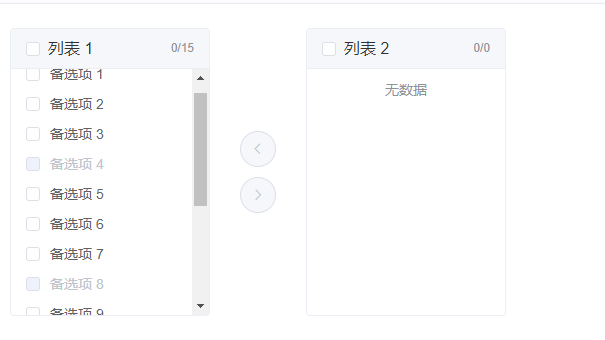 列表 1 0/15
备选项 1
备选项 2
备选项 3
备选项 4
备选项 5
备选项 6
备选项 7
备选项 8
备选项 9
列表 2 0/0
无数据